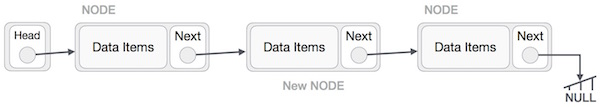 NODE
NODE
Head
Data Items
Next
Data Items
Next
Data Items
Next
New NODE
NULL